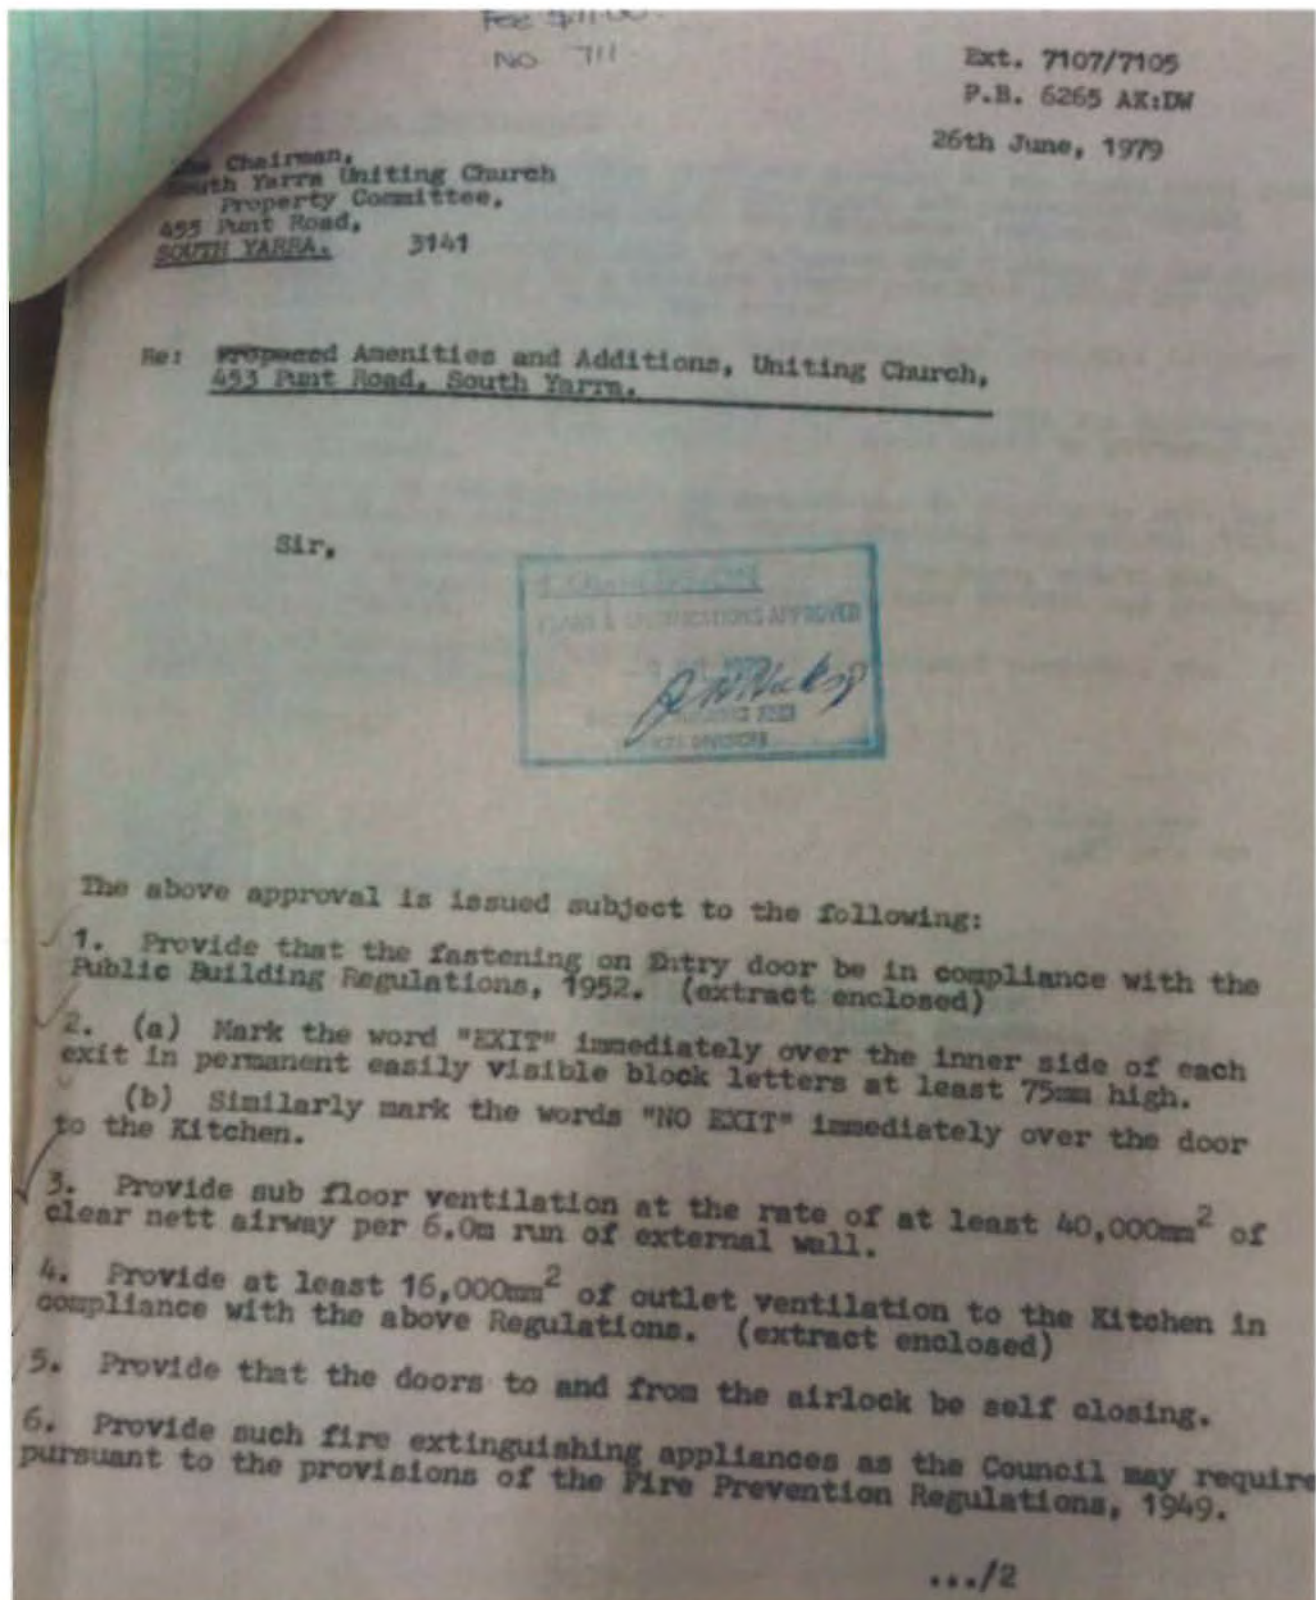 Fee $11.00.
No 711
Ext. 7107/7105
P.B. 6265 AK:DW
26th June, 1979
Chairman,
South Yarra Uniting Church
Property Committee,
455 Punt Road,
SOUTH YARRA. 3141
Re: Proposed Amenities and Additions, Uniting Church,
453 Punt Road, South Yarra.
Sir,
PLANS & SPECIFICATIONS APPROVED
The above approval is issued subject to the following:
1. Provide that the fastening on Entry door be in compliance with the
Public Building Regulations, 1952. (extract enclosed)
2. (a) Mark the word "EXIT" immediately over the inner side of each
exit in permanent easily visible block letters at least 75mm high.
(b) Similarly mark the words "NO EXIT" immediately over the door
to the Kitchen.
3. Provide sub floor ventilation at the rate of at least 40,000mm² of
clear nett airway per 6.0m run of external wall.
4. Provide at least 16,000mm² of outlet ventilation to the Kitchen in
compliance with the above Regulations. (extract enclosed)
5. Provide that the doors to and from the airlock be self closing.
6. Provide such fire extinguishing appliances as the Council may require
pursuant to the provisions of the Fire Prevention Regulations, 1949.
.../2